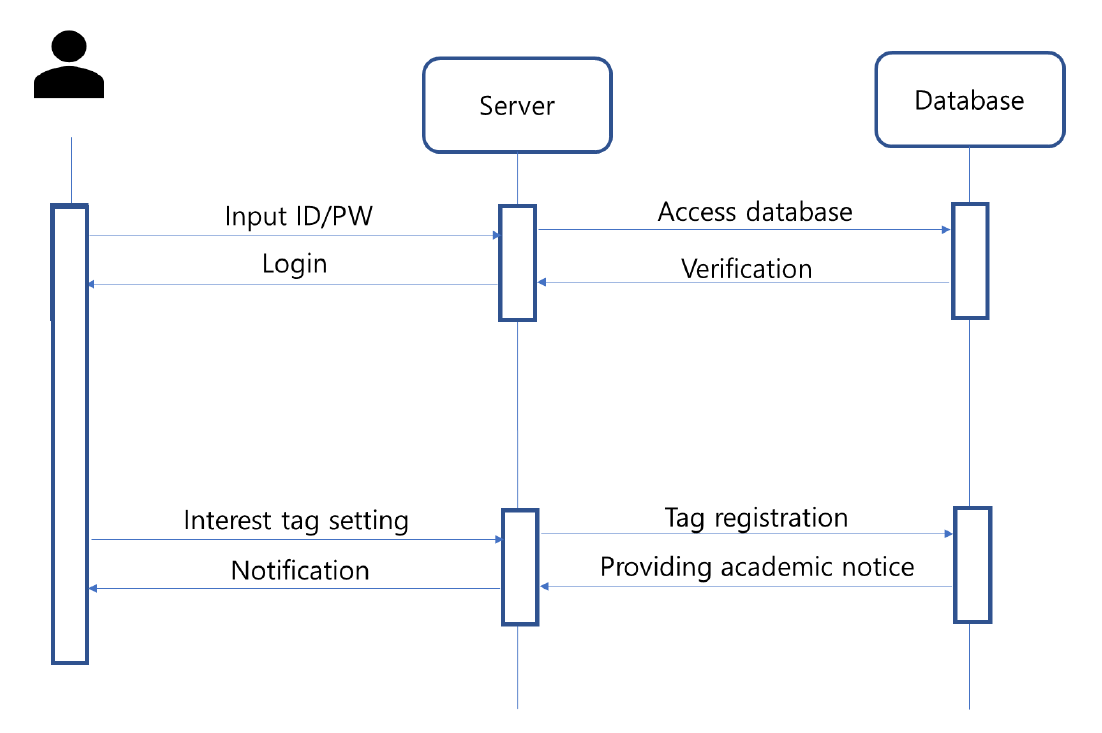 Server
Database
Input ID/PW
Access database
Login
Verification
Interest tag setting
Tag registration
Notification
Providing academic notice